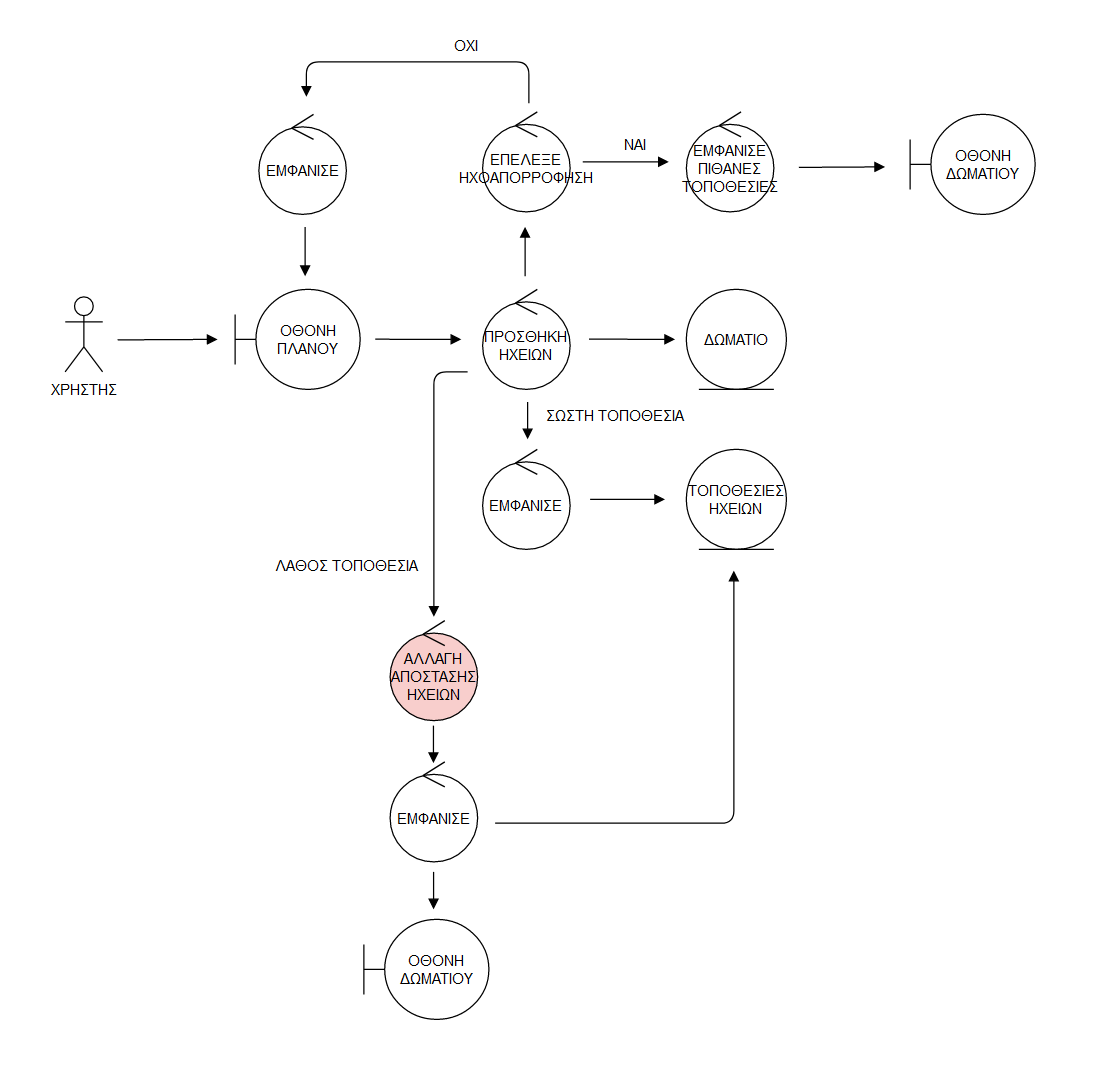 ΟΧΙ
ΕΜΦΑΝΙΣΕ
ΕΠΕΛΕΞΕ
ΗΧΟΑΠΟΡΡΟΦΗΣΗ
ΝΑΙ
ΕΜΦΑΝΙΣΕ
ΠΙΘΑΝΕΣ
ΤΟΠΟΘΕΣΙΕΣ
ΟΘΟΝΗ
ΔΩΜΑΤΙΟΥ
ΧΡΗΣΤΗΣ
ΟΘΟΝΗ
ΠΛΑΝΟΥ
ΠΡΟΣΘΗΚΗ
ΗΧΕΙΩΝ
ΔΩΜΑΤΙΟ
ΣΩΣΤΗ ΤΟΠΟΘΕΣΙΑ
ΕΜΦΑΝΙΣΕ
ΤΟΠΟΘΕΣΙΕΣ
ΗΧΕΙΩΝ
ΛΑΘΟΣ ΤΟΠΟΘΕΣΙΑ
ΑΛΛΑΓΗ
ΑΠΟΣΤΑΣΗΣ
ΗΧΕΙΩΝ
ΕΜΦΑΝΙΣΕ
ΟΘΟΝΗ
ΔΩΜΑΤΙΟΥ